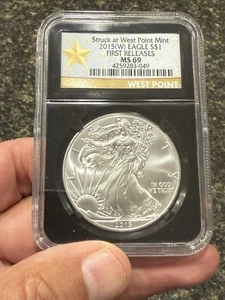 Struck at West Point Mint
2015(W) EAGLE S$1
FIRST RELEASES
MS 69
4259283-049
WEST POINT
IN GOD
WE TRUST
2015